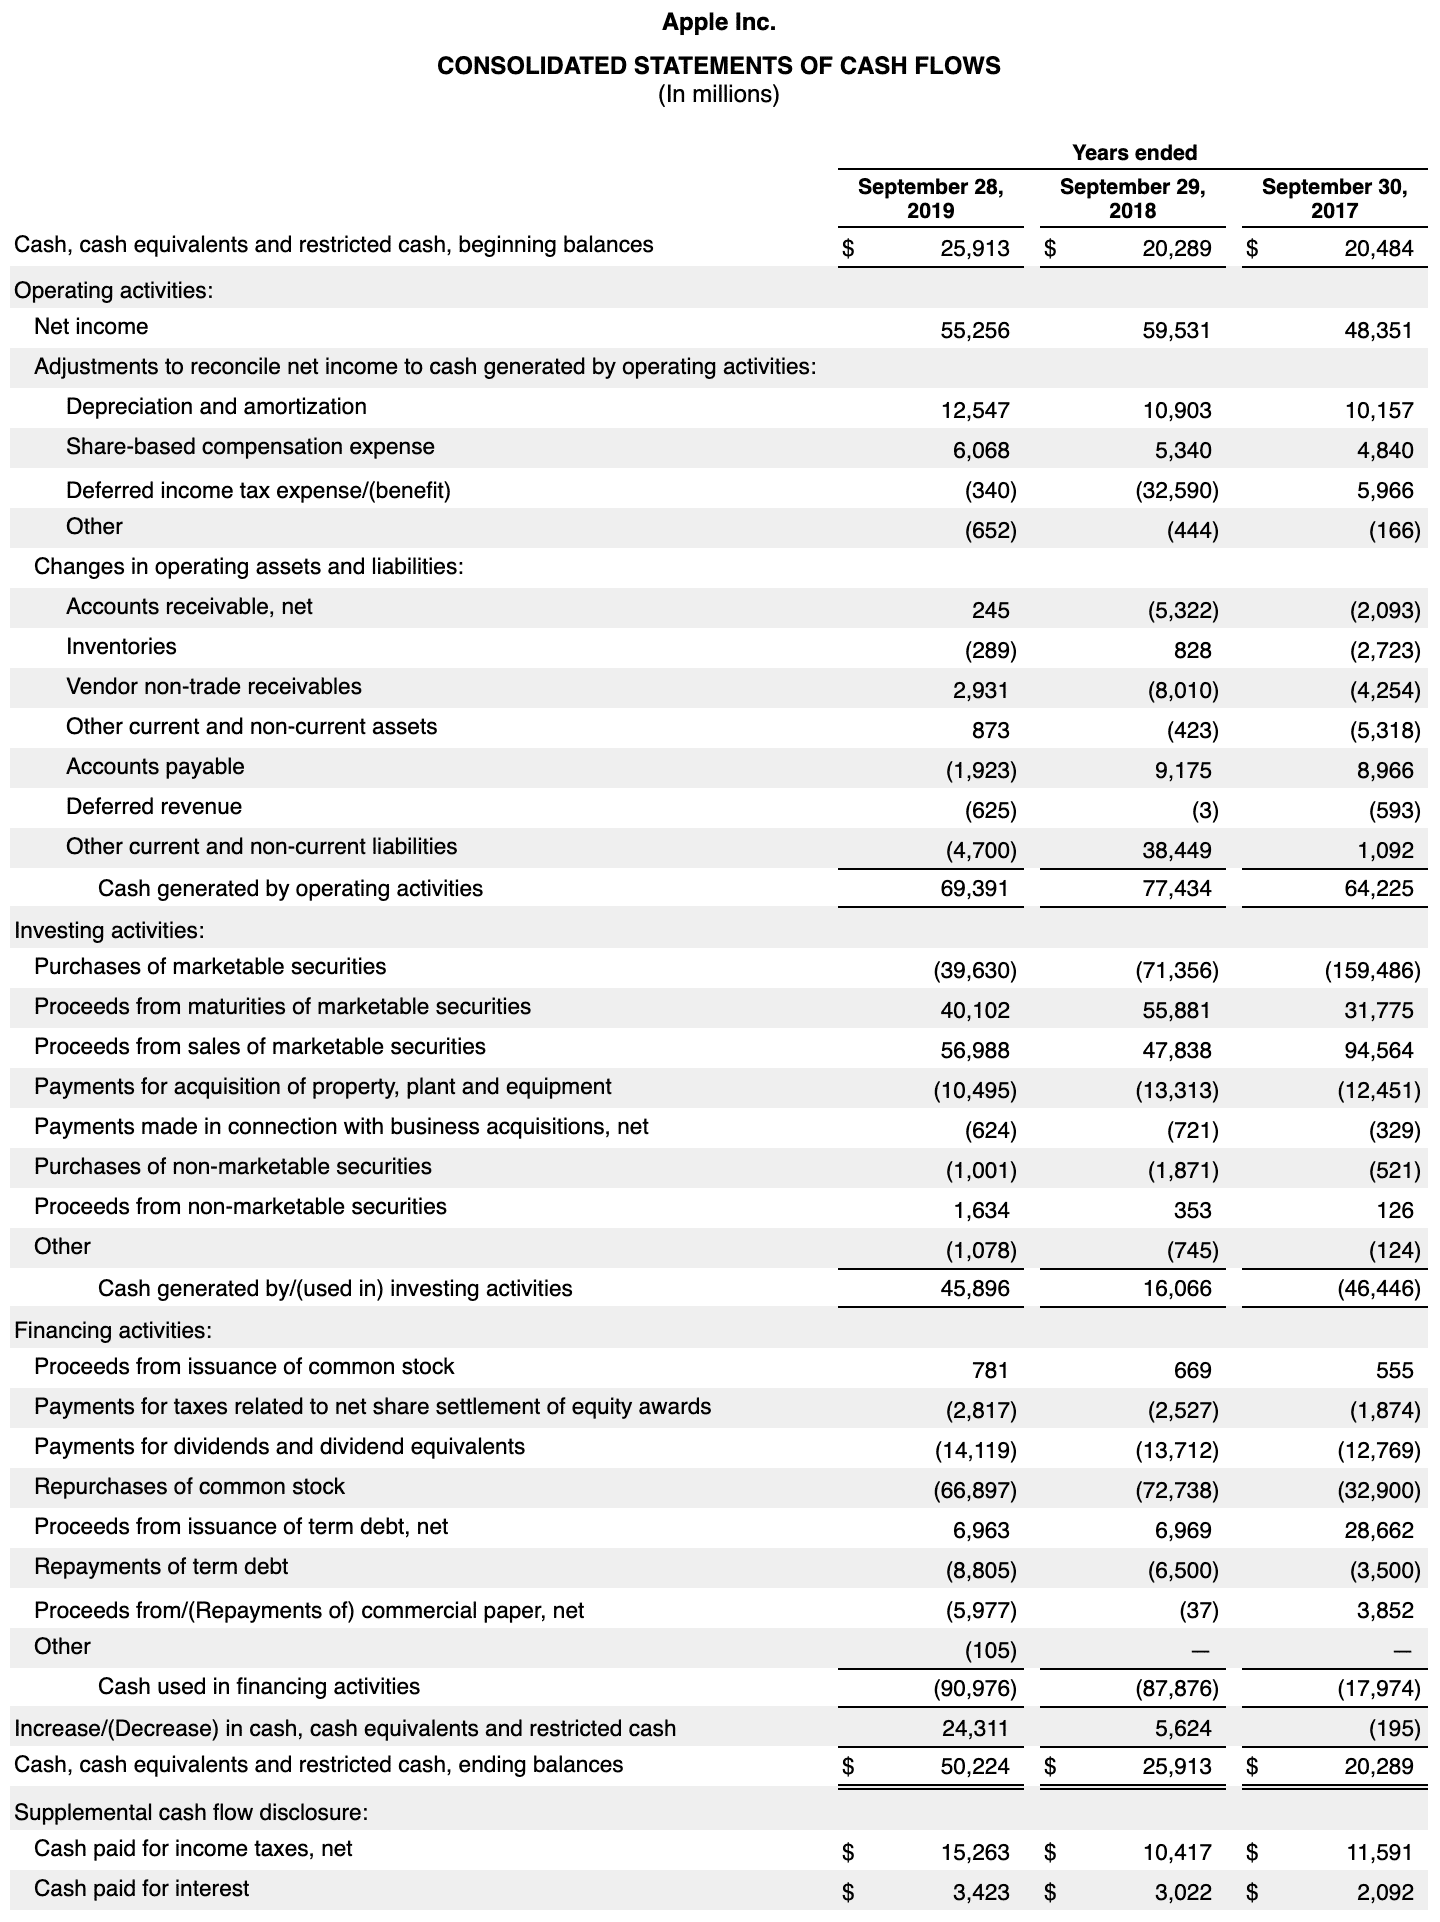 Apple Inc.
CONSOLIDATED STATEMENTS OF CASH FLOWS
(In millions)
Years ended
September 28, 2019 September 29, 2018 September 30, 2017
Cash, cash equivalents and restricted cash, beginning balances $ 25,913 $ 20,289 $ 20,484
Operating activities:
Net income 55,256 59,531 48,351
Adjustments to reconcile net income to cash generated by operating activities:
Depreciation and amortization 12,547 10,903 10,157
Share-based compensation expense 6,068 5,340 4,840
Deferred income tax expense/(benefit) (340) (32,590) 5,966
Other (652) (444) (166)
Changes in operating assets and liabilities:
Accounts receivable, net 245 (5,322) (2,093)
Inventories (289) 828 (2,723)
Vendor non-trade receivables 2,931 (8,010) (4,254)
Other current and non-current assets 873 (423) (5,318)
Accounts payable (1,923) 9,175 8,966
Deferred revenue (625) (3) (593)
Other current and non-current liabilities (4,700) 38,449 1,092
Cash generated by operating activities 69,391 77,434 64,225
Investing activities:
Purchases of marketable securities (39,630) (71,356) (159,486)
Proceeds from maturities of marketable securities 40,102 55,881 31,775
Proceeds from sales of marketable securities 56,988 47,838 94,564
Payments for acquisition of property, plant and equipment (10,495) (13,313) (12,451)
Payments made in connection with business acquisitions, net (624) (721) (329)
Purchases of non-marketable securities (1,001) (1,871) (521)
Proceeds from non-marketable securities 1,634 353 126
Other (1,078) (745) (124)
Cash generated by/(used in) investing activities 45,896 16,066 (46,446)
Financing activities:
Proceeds from issuance of common stock 781 669 555
Payments for taxes related to net share settlement of equity awards (2,817) (2,527) (1,874)
Payments for dividends and dividend equivalents (14,119) (13,712) (12,769)
Repurchases of common stock (66,897) (72,738) (32,900)
Proceeds from issuance of term debt, net 6,963 6,969 28,662
Repayments of term debt (8,805) (6,500) (3,500)
Proceeds from/(Repayments of) commercial paper, net (5,977) (37) 3,852
Other (105) — —
Cash used in financing activities (90,976) (87,876) (17,974)
Increase/(Decrease) in cash, cash equivalents and restricted cash 24,311 5,624 (195)
Cash, cash equivalents and restricted cash, ending balances $ 50,224 $ 25,913 $ 20,289
Supplemental cash flow disclosure:
Cash paid for income taxes, net $ 15,263 $ 10,417 $ 11,591
Cash paid for interest $ 3,423 $ 3,022 $ 2,092